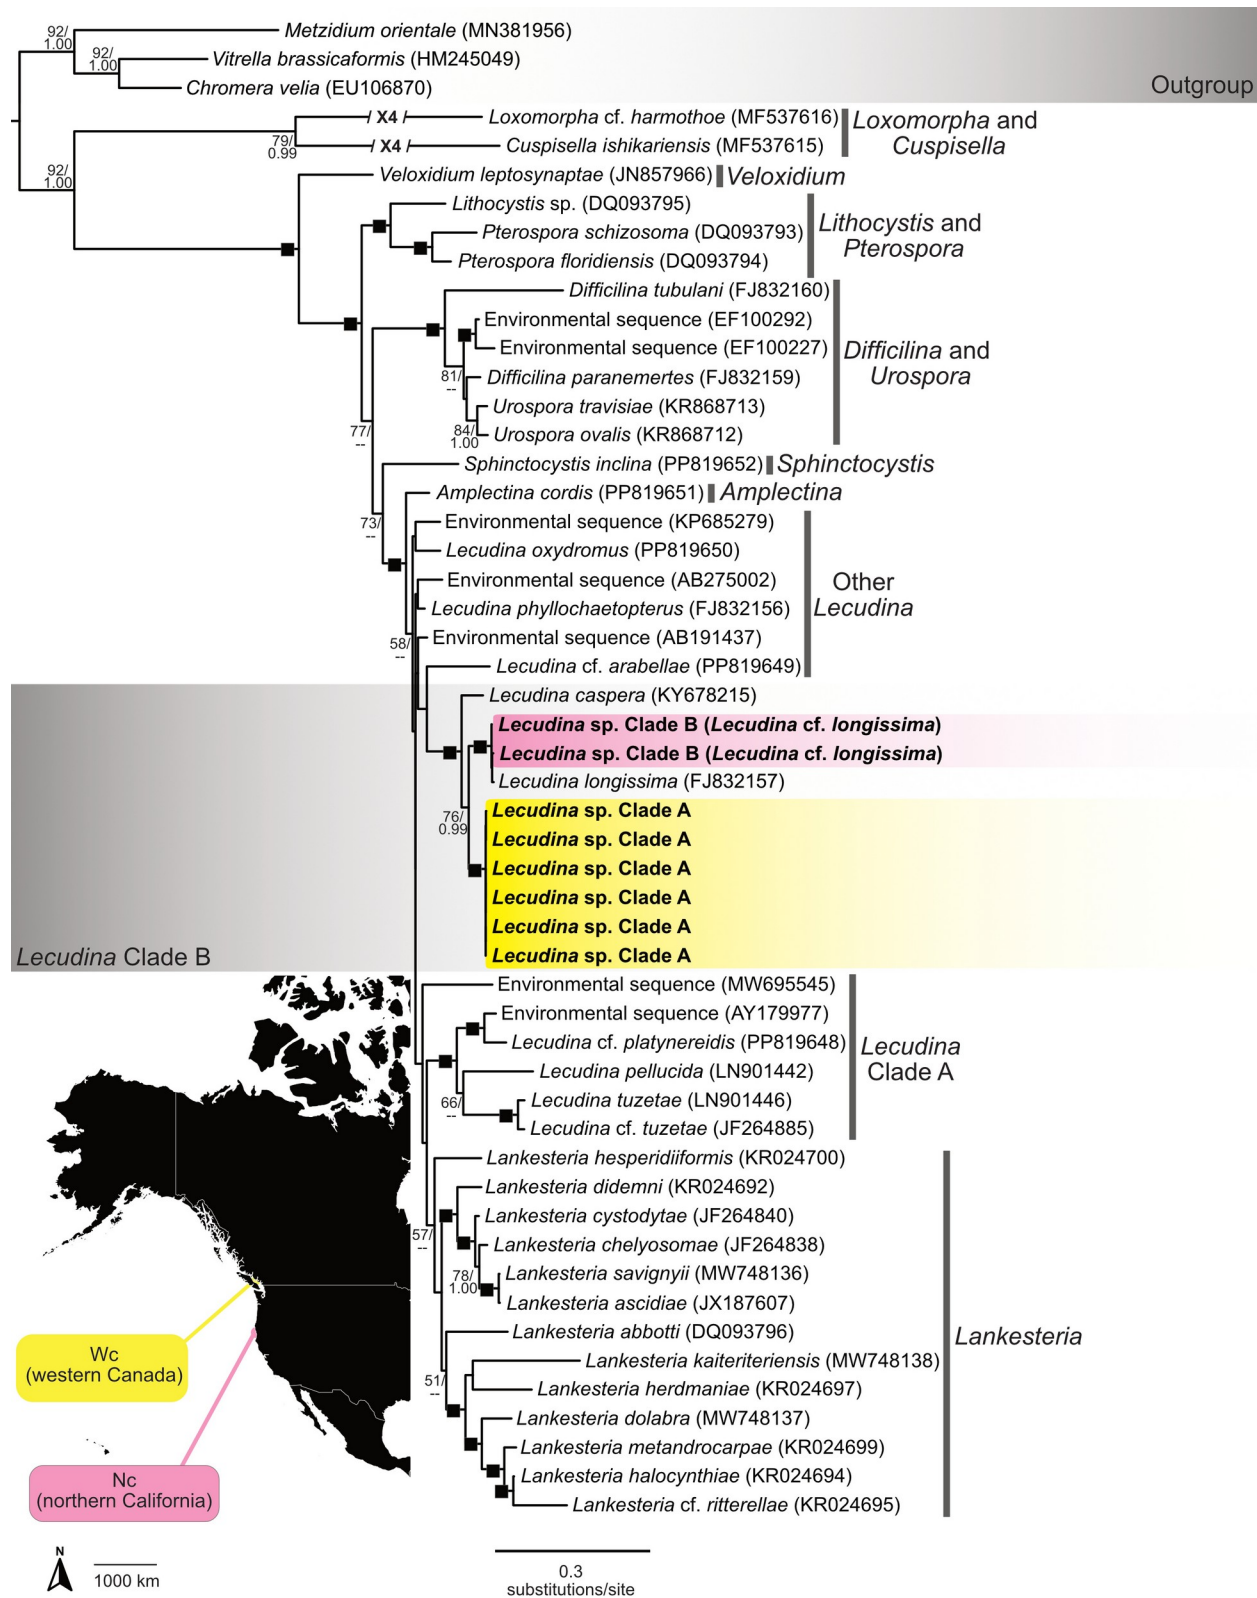 92/
1.00
Metzidium orientale (MN381956)
92/
1.00
Vitrella brassicaformis (HM245049)
Chromera velia (EU106870)
Outgroup
X4
Loxomorpha cf. harmothoe (MF537616)
79/
0.99
X4
Cuspisella ishikariensis (MF537615)
Loxomorpha and
Cuspisella
92/
1.00
Veloxidium leptosynaptae (JN857966)
Veloxidium
Lithocystis sp. (DQ093795)
Pterospora schizosoma (DQ093793)
Pterospora floridiensis (DQ093794)
Lithocystis and
Pterospora
Difficilina tubulani (FJ832160)
Environmental sequence (EF100292)
Environmental sequence (EF100227)
81/
--
Difficilina paranemertes (FJ832159)
Urospora travisiae (KR868713)
84/
1.00
Urospora ovalis (KR868712)
Difficilina and
Urospora
77/
--
Sphinctocystis inclina (PP819652)
Sphinctocystis
Amplectina cordis (PP819651)
Amplectina
73/
--
Environmental sequence (KP685279)
Lecudina oxydromus (PP819650)
Environmental sequence (AB275002)
Lecudina phyllochaetopterus (FJ832156)
Environmental sequence (AB191437)
58/
--
Lecudina cf. arabellae (PP819649)
Other
Lecudina
Lecudina caspera (KY678215)
Lecudina sp. Clade B (Lecudina cf. longissima)
Lecudina sp. Clade B (Lecudina cf. longissima)
Lecudina longissima (FJ832157)
76/
0.99
Lecudina sp. Clade A
Lecudina sp. Clade A
Lecudina sp. Clade A
Lecudina sp. Clade A
Lecudina sp. Clade A
Lecudina sp. Clade A
Lecudina Clade B
Environmental sequence (MW695545)
Environmental sequence (AY179977)
Lecudina cf. platynereidis (PP819648)
Lecudina pellucida (LN901442)
66/
--
Lecudina tuzetae (LN901446)
Lecudina cf. tuzetae (JF264885)
Lecudina
Clade A
Lankesteria hesperidiiformis (KR024700)
Lankesteria didemni (KR024692)
Lankesteria cystodytae (JF264840)
57/
--
Lankesteria chelyosomae (JF264838)
78/
1.00
Lankesteria savignyii (MW748136)
Lankesteria ascidiae (JX187607)
Lankesteria abbotti (DQ093796)
Lankesteria kaiteriteriensis (MW748138)
51/
--
Lankesteria herdmaniae (KR024697)
Lankesteria dolabra (MW748137)
Lankesteria metandrocarpae (KR024699)
Lankesteria halocynthiae (KR024694)
Lankesteria cf. ritterellae (KR024695)
Lankesteria
Wc
(western Canada)
Nc
(northern California)
N
1000 km
0.3
substitutions/site